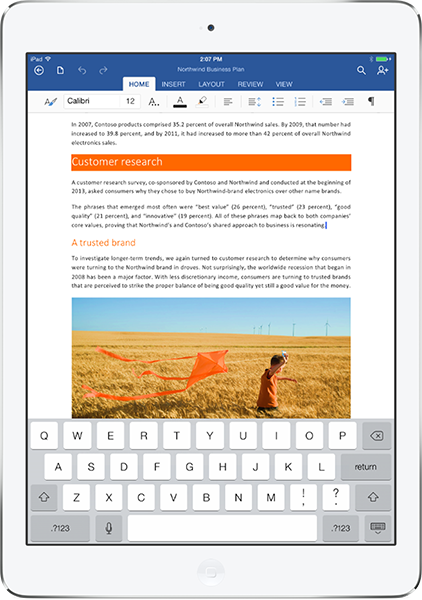 iPad 2:07 PM
Northwind Business Plan
HOME INSERT LAYOUT REVIEW VIEW
Calibri 12 A.. A
In 2007, Contoso products comprised 35.2 percent of overall Northwind sales. By 2009, that number had
increased to 39.8 percent, and by 2011, it had increased to more than 42 percent of overall Northwind
electronics sales.
Customer research
A customer research survey, co-sponsored by Contoso and Northwind and conducted at the beginning of
2013, asked consumers why they chose to buy Northwind-brand electronics over other name brands.
The phrases that emerged most often were "best value" (26 percent), "trusted" (23 percent), "good
quality" (21 percent), and "innovative" (19 percent). All of these phrases map back to both companies'
core values, proving that Northwind's and Contoso's shared approach to business is resonating.
A trusted brand
To investigate longer-term trends, we again turned to customer research to determine why consumers
were turning to the Northwind brand in droves. Not surprisingly, the worldwide recession that began in
2008 has been a major factor. With less discretionary income, consumers are turning to trusted brands
that are perceived to strike the proper balance of being good quality yet still a good value for the money.
Q W E R T Y U I O P
A S D F G H J K L return
Z X C V B N M ! , ? .
.?123 .?123